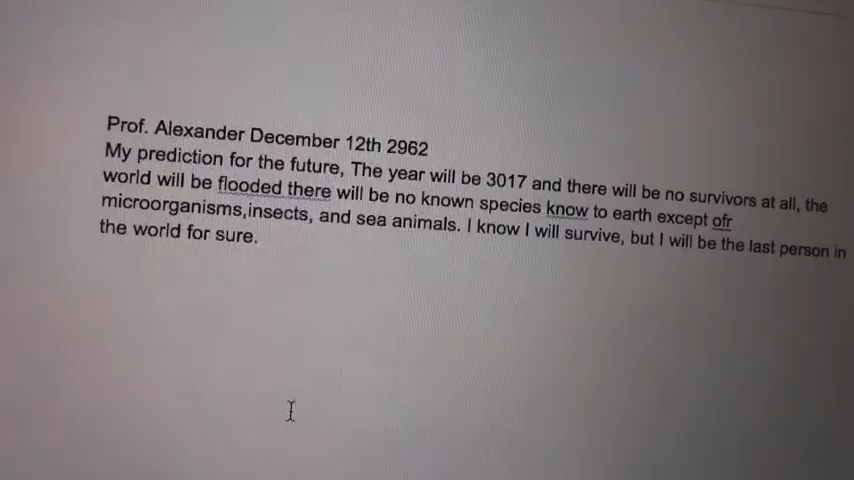 Prof. Alexander December 12th 2962
My prediction for the future, The year will be 3017 and there will be no survivors at all, the
world will be flooded there will be no known species know to earth except ofr
microorganisms,insects, and sea animals. I know I will survive, but I will be the last person in
the world for sure.